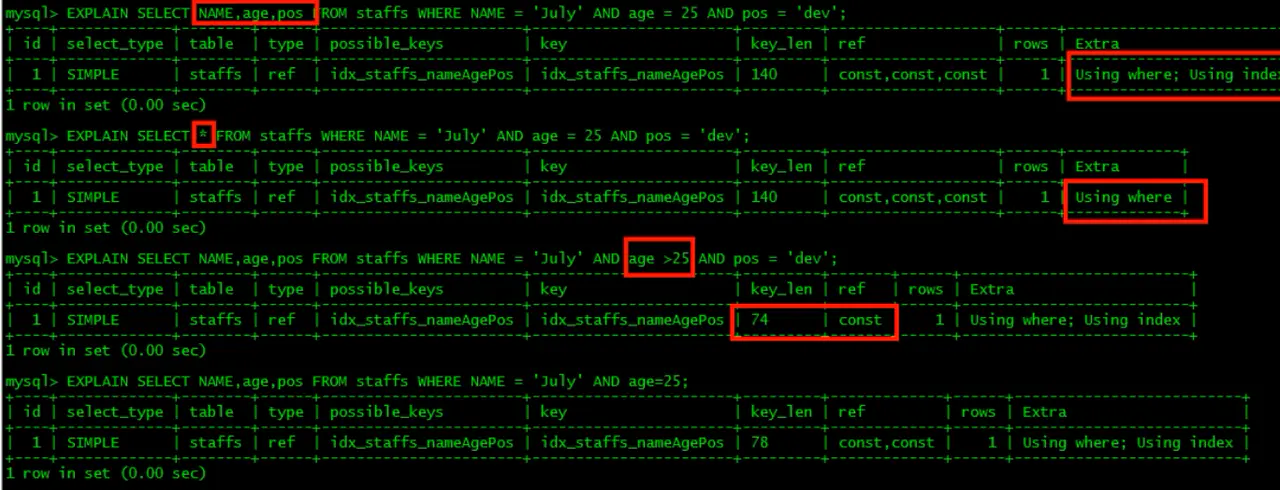 mysql> EXPLAIN SELECT NAME,age,pos FROM staffs WHERE NAME = 'July' AND age = 25 AND pos = 'dev';
| id | select_type | table | type | possible_keys | key | key_len | ref | rows | Extra
| 1 | SIMPLE | staffs | ref | idx_staffs_nameAgePos | idx_staffs_nameAgePos | 140 | const,const,const | 1 | Using where; Using index
1 row in set (0.00 sec)
mysql> EXPLAIN SELECT * FROM staffs WHERE NAME = 'July' AND age = 25 AND pos = 'dev';
| id | select_type | table | type | possible_keys | key | key_len | ref | rows | Extra |
| 1 | SIMPLE | staffs | ref | idx_staffs_nameAgePos | idx_staffs_nameAgePos | 140 | const,const,const | 1 | Using where |
1 row in set (0.00 sec)
mysql> EXPLAIN SELECT NAME,age,pos FROM staffs WHERE NAME = 'July' AND age >25 AND pos = 'dev';
| id | select_type | table | type | possible_keys | key | key_len | ref | rows | Extra |
| 1 | SIMPLE | staffs | ref | idx_staffs_nameAgePos | idx_staffs_nameAgePos | 74 | const | 1 | Using where; Using index |
1 row in set (0.00 sec)
mysql> EXPLAIN SELECT NAME,age,pos FROM staffs WHERE NAME = 'July' AND age=25;
| id | select_type | table | type | possible_keys | key | key_len | ref | rows | Extra |
| 1 | SIMPLE | staffs | ref | idx_staffs_nameAgePos | idx_staffs_nameAgePos | 78 | const,const | 1 | Using where; Using index |
1 row in set (0.00 sec)